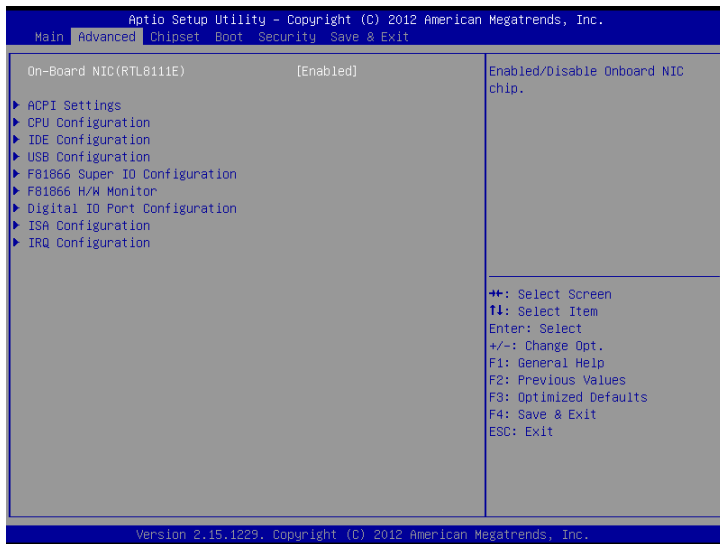 Aptio Setup Utility – Copyright (C) 2012 American Megatrends, Inc.
Main Advanced Chipset Boot Security Save & Exit
On-Board NIC(RTL8111E) [Enabled]
ACPI Settings
CPU Configuration
IDE Configuration
USB Configuration
F81866 Super IO Configuration
F81866 H/W Monitor
Digital IO Port Configuration
ISA Configuration
IRQ Configuration
Enabled/Disable Onboard NIC
chip.
→←: Select Screen
↑↓: Select Item
Enter: Select
+/-: Change Opt.
F1: General Help
F2: Previous Values
F3: Optimized Defaults
F4: Save & Exit
ESC: Exit
Version 2.15.1229. Copyright (C) 2012 American Megatrends, Inc.